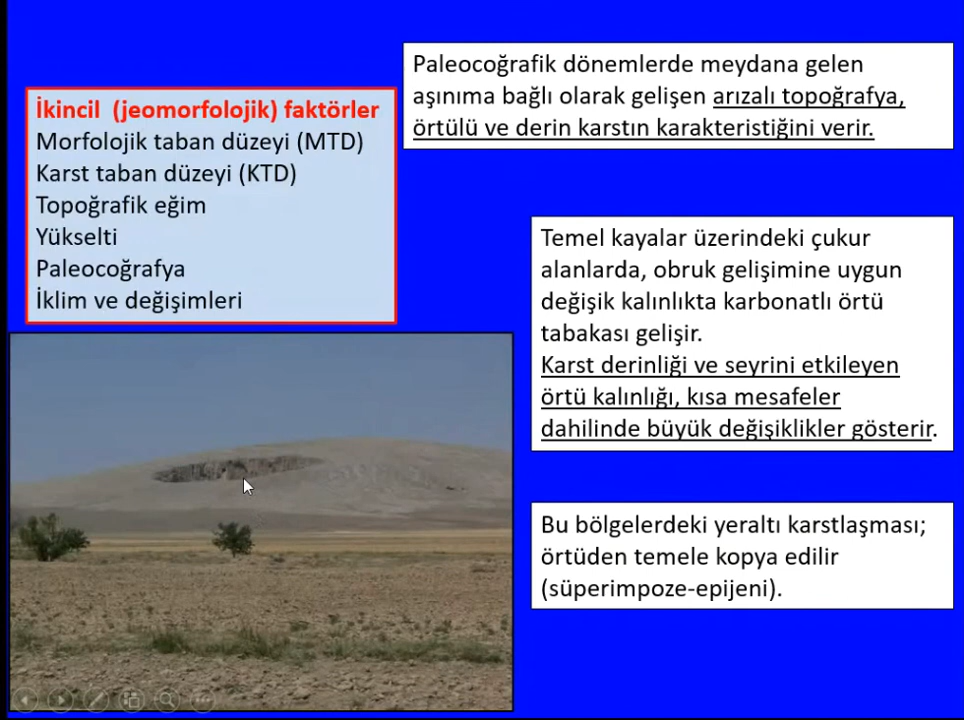 İkincil (jeomorfolojik) faktörler
Morfolojik taban düzeyi (MTD)
Karst taban düzeyi (KTD)
Topoğrafik eğim
Yükselti
Paleocoğrafya
İklim ve değişimleri
Paleocoğrafik dönemlerde meydana gelen
aşınıma bağlı olarak gelişen arızalı topoğrafya,
örtülü ve derin karstın karakteristiğini verir.
Temel kayalar üzerindeki çukur
alanlarda, obruk gelişimine uygun
değişik kalınlıkta karbonatlı örtü
tabakası gelişir.
Karst derinliği ve seyrini etkileyen
örtü kalınlığı, kısa mesafeler
dahilinde büyük değişiklikler gösterir.
Bu bölgelerdeki yeraltı karstlaşması;
örtüden temele kopya edilir
(süperimpoze-epijeni).